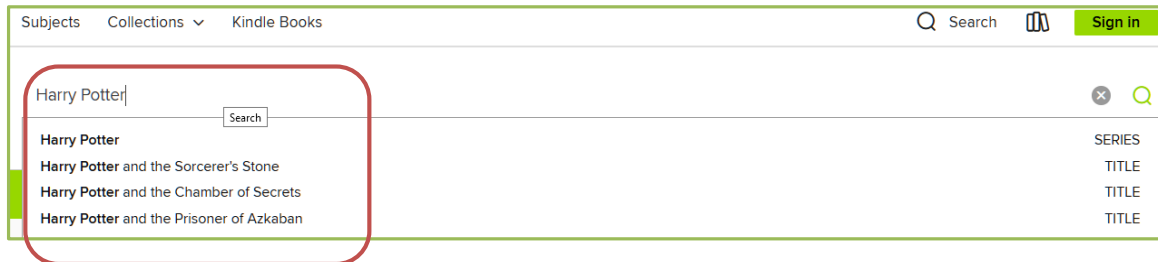 Subjects Collections Kindle Books Search Sign in
Harry Potter
Search
Harry Potter SERIES
Harry Potter and the Sorcerer's Stone TITLE
Harry Potter and the Chamber of Secrets TITLE
Harry Potter and the Prisoner of Azkaban TITLE